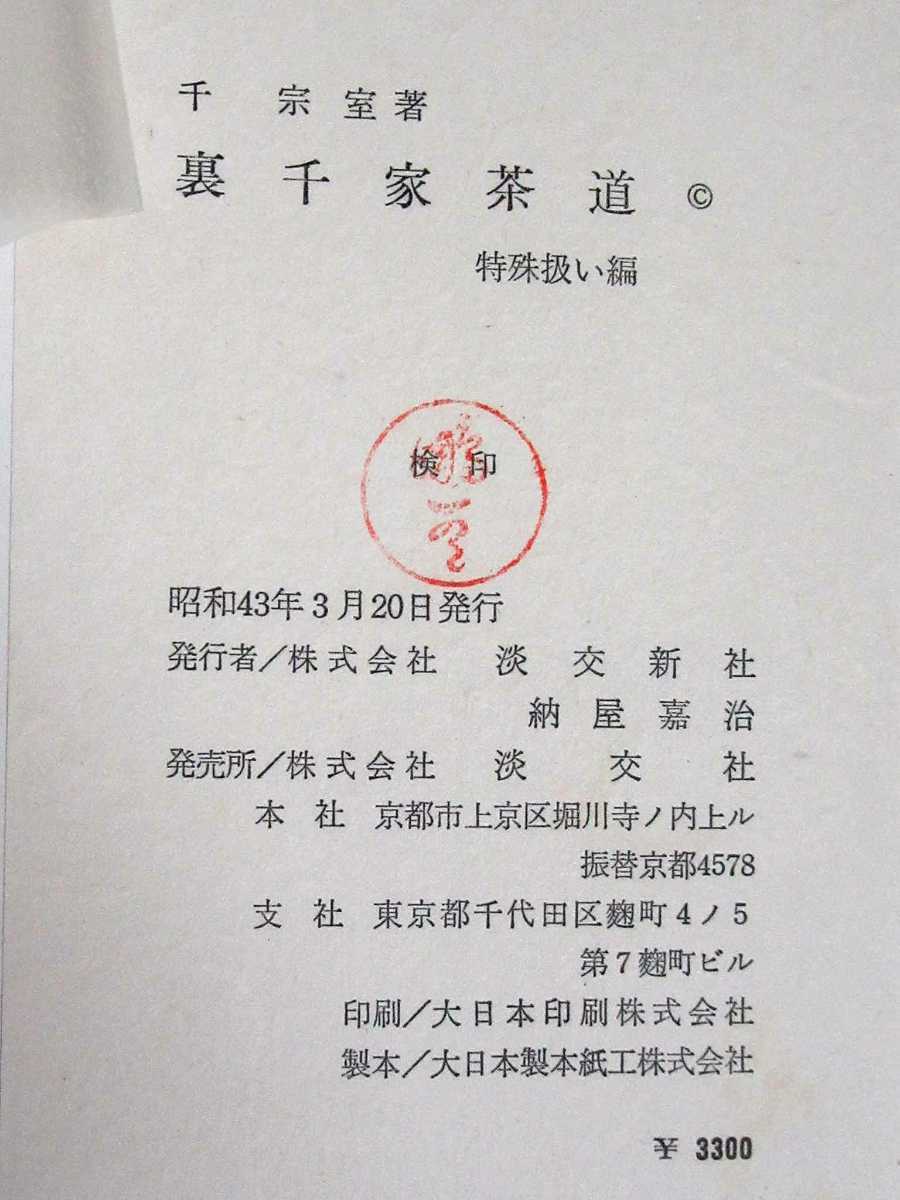 千宗室著
裏千家茶道 ©
特殊扱い編
検印
昭和43年3月20日発行
発行者/株式会社 淡交新社
納屋嘉治
発売所/株式会社 淡交社
本社 京都市上京区堀川寺ノ内上ル
振替京都4578
支社 東京都千代田区麴町4ノ5
第7麴町ビル
印刷/大日本印刷株式会社
製本/大日本製本紙工株式会社
¥ 3300